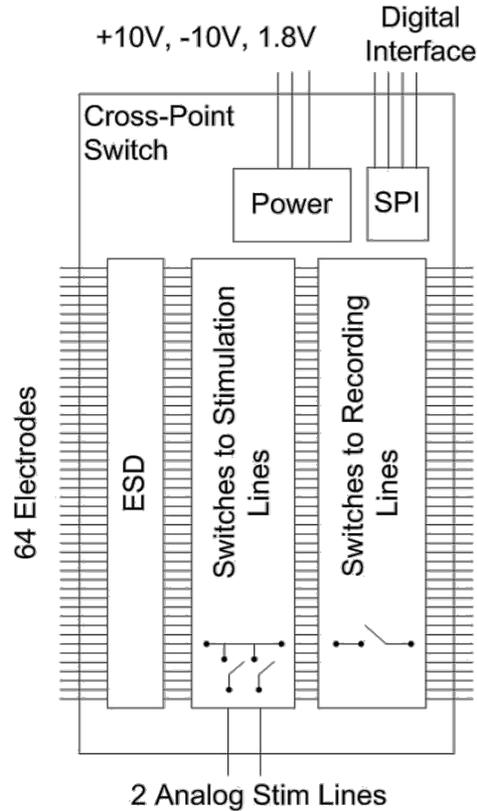 +10V, -10V, 1.8V
Digital
Interface
Cross-Point
Switch
Power
SPI
64 Electrodes
ESD
Switches to Stimulation
Lines
Switches to Recording
Lines
2 Analog Stim Lines